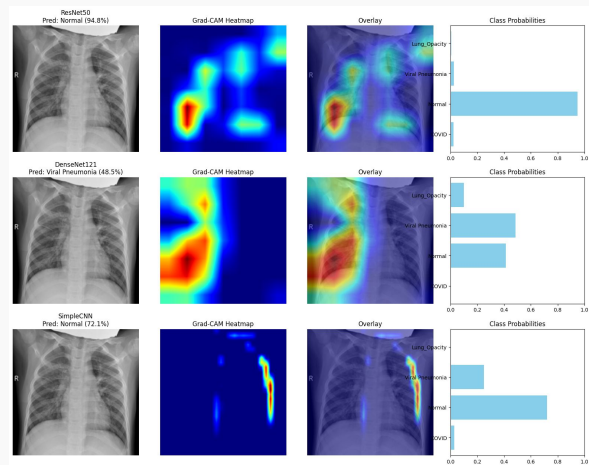 ResNet50
Pred: Normal (94.8%)
Grad-CAM Heatmap
Overlay
Class Probabilities
R
R
Lung_Opacity
Viral Pneumonia
Normal
COVID
0.0 0.2 0.4 0.6 0.8 1.0
DenseNet121
Pred: Viral Pneumonia (48.5%)
Grad-CAM Heatmap
Overlay
Class Probabilities
R
R
Lung_Opacity
Viral Pneumonia
Normal
COVID
0.0 0.2 0.4 0.6 0.8 1.0
SimpleCNN
Pred: Normal (72.1%)
Grad-CAM Heatmap
Overlay
Class Probabilities
R
R
Lung_Opacity
Viral Pneumonia
Normal
COVID
0.0 0.2 0.4 0.6 0.8 1.0